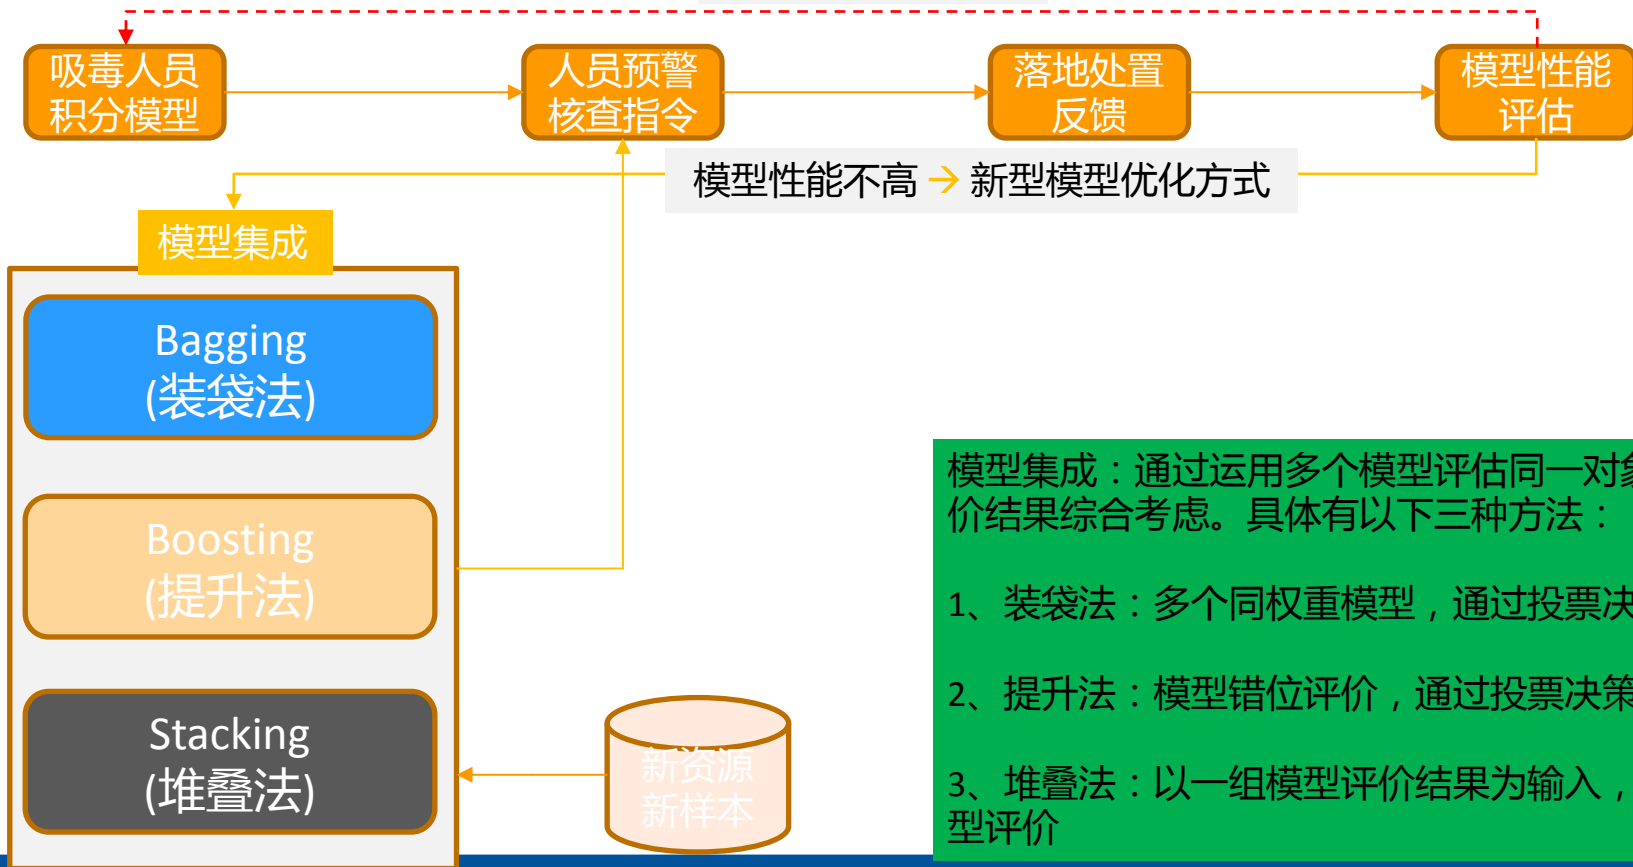 吸毒人员
积分模型
人员预警
核查指令
落地处置
反馈
模型性能
评估
模型性能不高 → 新型模型优化方式
模型集成
Bagging
(装袋法)
Boosting
(提升法)
Stacking
(堆叠法)
新资源
新样本
模型集成：通过运用多个模型评估同一对象
价结果综合考虑。具体有以下三种方法：
1、装袋法：多个同权重模型，通过投票决
2、提升法：模型错位评价，通过投票决策
3、堆叠法：以一组模型评价结果为输入，
型评价